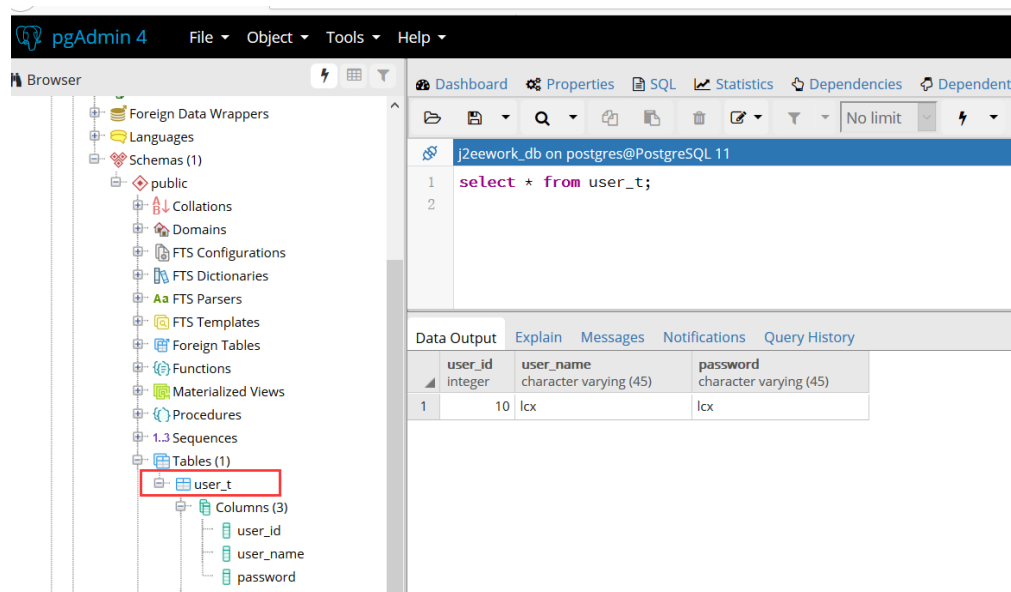 pgAdmin 4 File Object Tools Help
Browser
Foreign Data Wrappers
Languages
Schemas (1)
public
Collations
Domains
FTS Configurations
FTS Dictionaries
Aa FTS Parsers
FTS Templates
Foreign Tables
Functions
Materialized Views
Procedures
1..3 Sequences
Tables (1)
user_t
Columns (3)
user_id
user_name
password
Dashboard Properties SQL Statistics Dependencies Dependent
No limit
j2eework_db on postgres@PostgreSQL 11
1 select * from user_t;
2
Data Output Explain Messages Notifications Query History
user_id user_name password
integer character varying (45) character varying (45)
1 10 lcx lcx